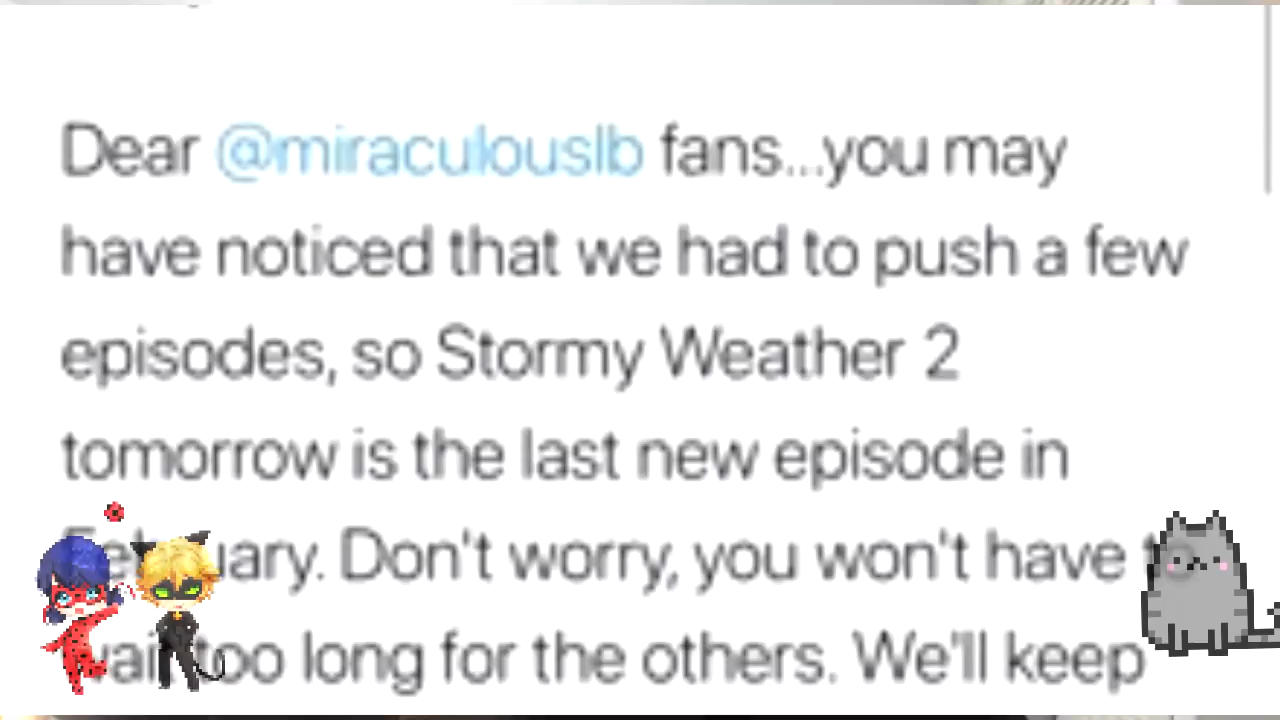 Dear @miraculouslb fans...you may
have noticed that we had to push a few
episodes, so Stormy Weather 2
tomorrow is the last new episode in
February. Don't worry, you won't have
wait too long for the others. We'll keep